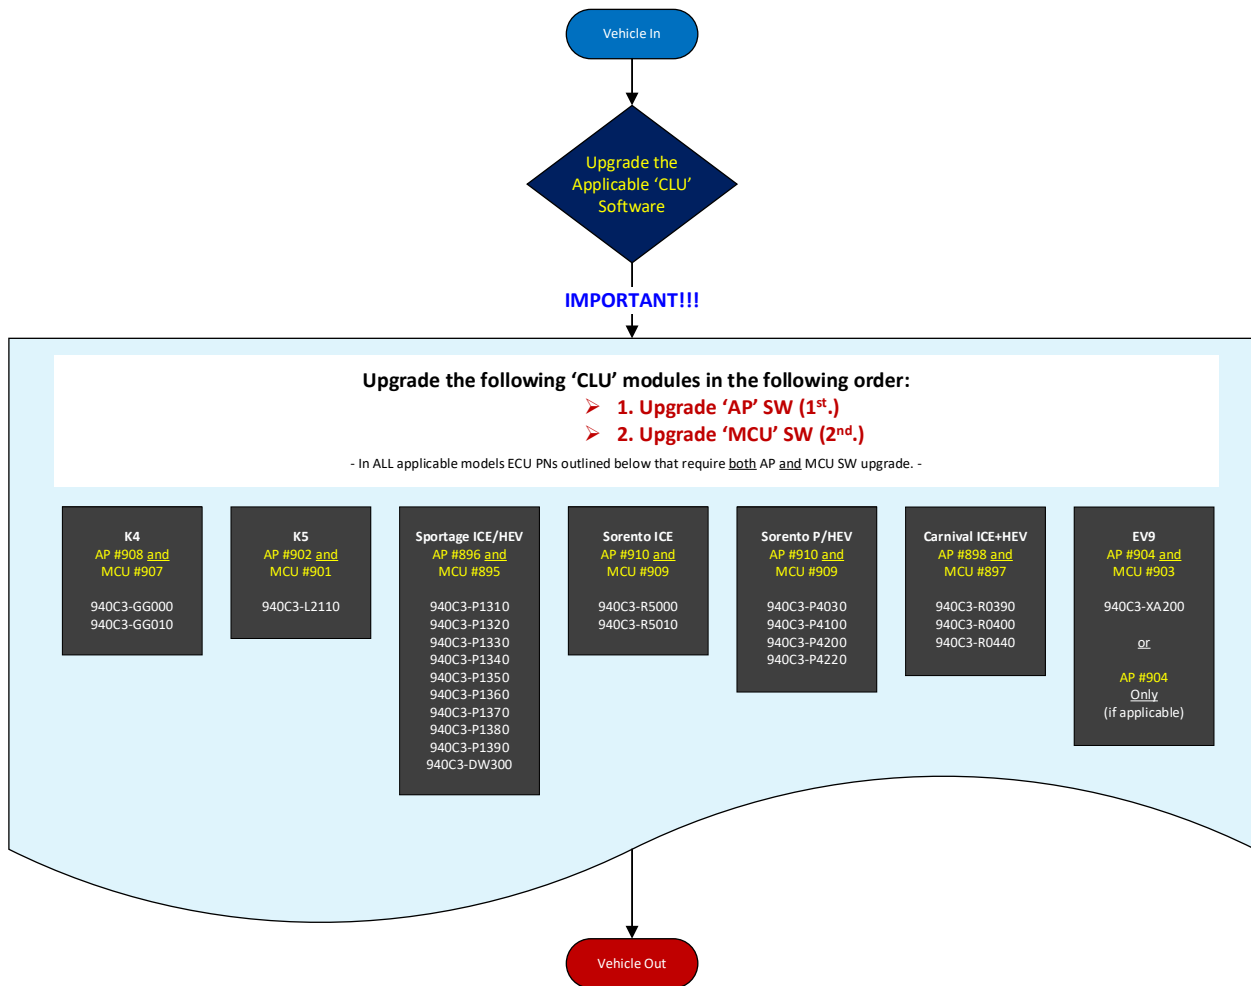 Vehicle In
Upgrade the
Applicable ‘CLU’
Software
IMPORTANT!!!
Upgrade the following ‘CLU’ modules in the following order:
➢ 1. Upgrade ‘AP’ SW (1st.)
➢ 2. Upgrade ‘MCU’ SW (2nd.)
- In ALL applicable models ECU PNs outlined below that require both AP and MCU SW upgrade. -
K4
AP #908 and
MCU #907
940C3-GG000
940C3-GG010
K5
AP #902 and
MCU #901
940C3-L2110
Sportage ICE/HEV
AP #896 and
MCU #895
940C3-P1310
940C3-P1320
940C3-P1330
940C3-P1340
940C3-P1350
940C3-P1360
940C3-P1370
940C3-P1380
940C3-P1390
940C3-DW300
Sorento ICE
AP #910 and
MCU #909
940C3-R5000
940C3-R5010
Sorento P/HEV
AP #910 and
MCU #909
940C3-P4030
940C3-P4100
940C3-P4200
940C3-P4220
Carnival ICE+HEV
AP #898 and
MCU #897
940C3-R0390
940C3-R0400
940C3-R0440
EV9
AP #904 and
MCU #903
940C3-XA200
or
AP #904
Only
(if applicable)
Vehicle Out